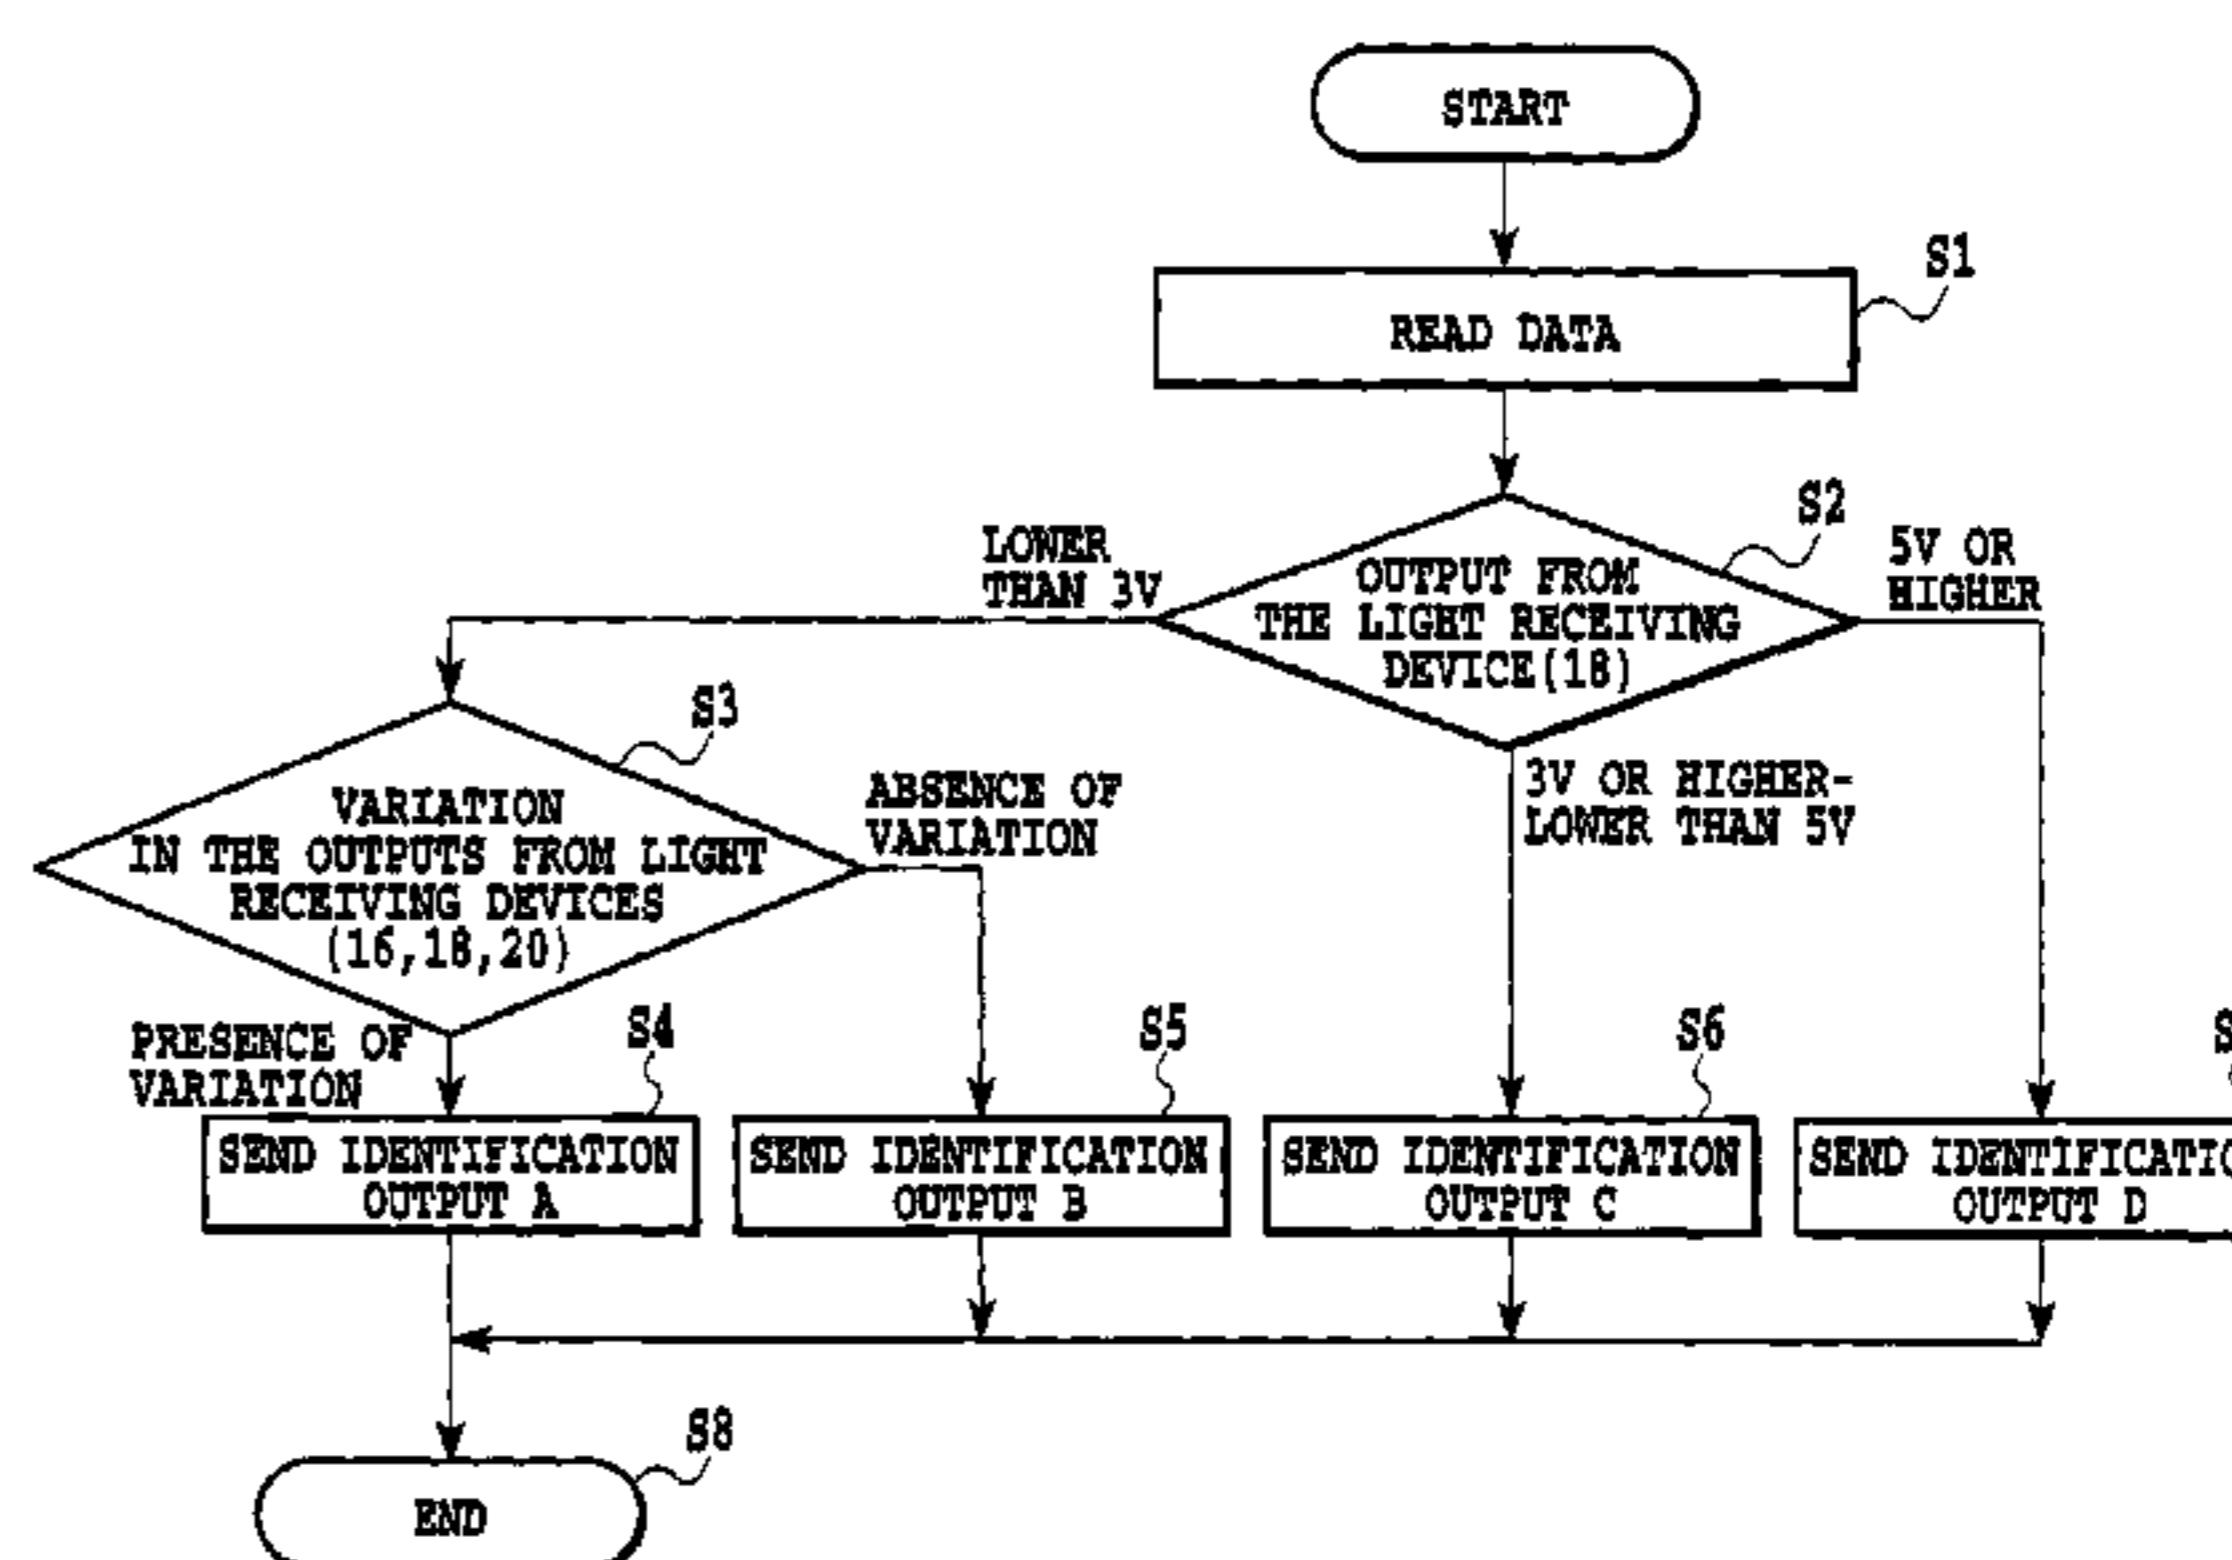 START
S1
READ DATA
S2
LOWER
THAN 3V
5V OR
HIGHER
OUTPUT FROM
THE LIGHT RECEIVING
DEVICE(18)
S3
VARIATION
IN THE OUTPUTS FROM LIGHT
RECEIVING DEVICES
(16,18,20)
ABSENCE OF
VARIATION
3V OR HIGHER-
LOWER THAN 5V
PRESENCE OF
VARIATION
S4
S5
S6
SEND IDENTIFICATION
OUTPUT A
SEND IDENTIFICATION
OUTPUT B
SEND IDENTIFICATION
OUTPUT C
SEND
OUTPUT D
S8
END